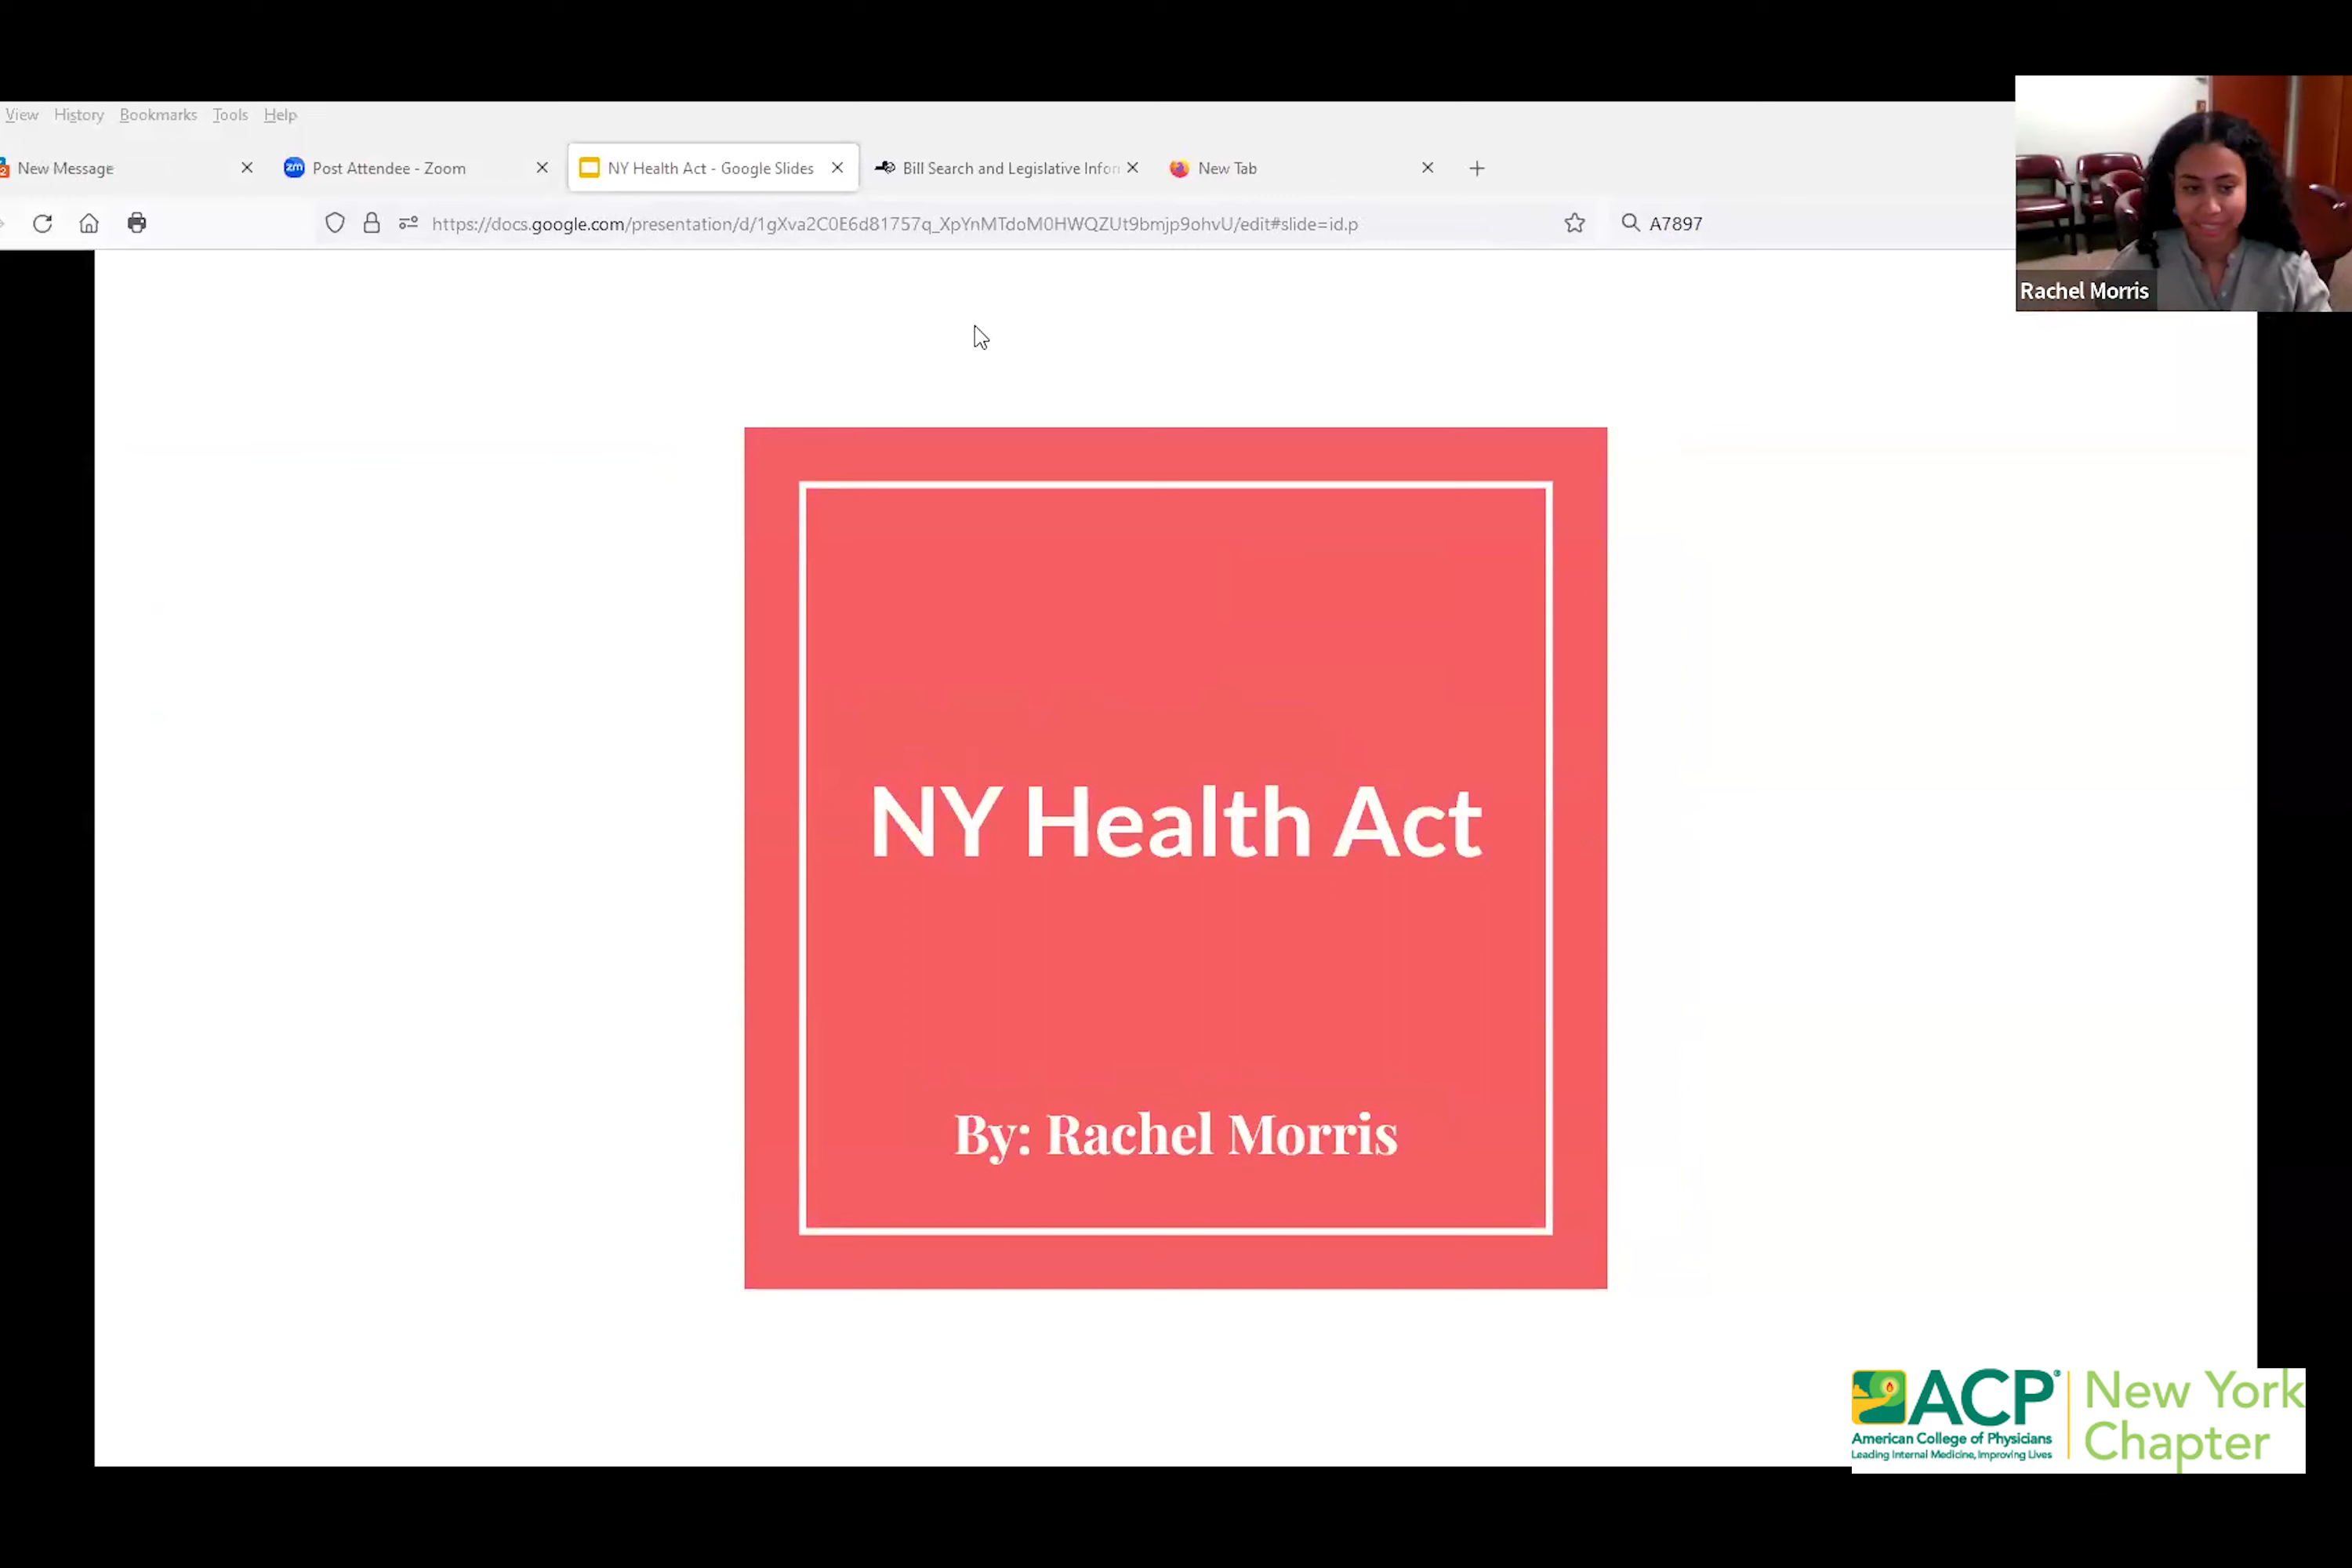 View History Bookmarks Tools Help
New Message
Post Attendee - Zoom
NY Health Act - Google Slides
Bill Search and Legislative Infor
New Tab
https://docs.google.com/presentation/d/1gXva2C0E6d81757q_XpYnMTdoM0HWQZUt9bmjp9ohvU/edit#slide=id.p
A7897
Rachel Morris
NY Health Act
By: Rachel Morris
ACP®
American College of Physicians
Leading Internal Medicine, Improving Lives
New York
Chapter